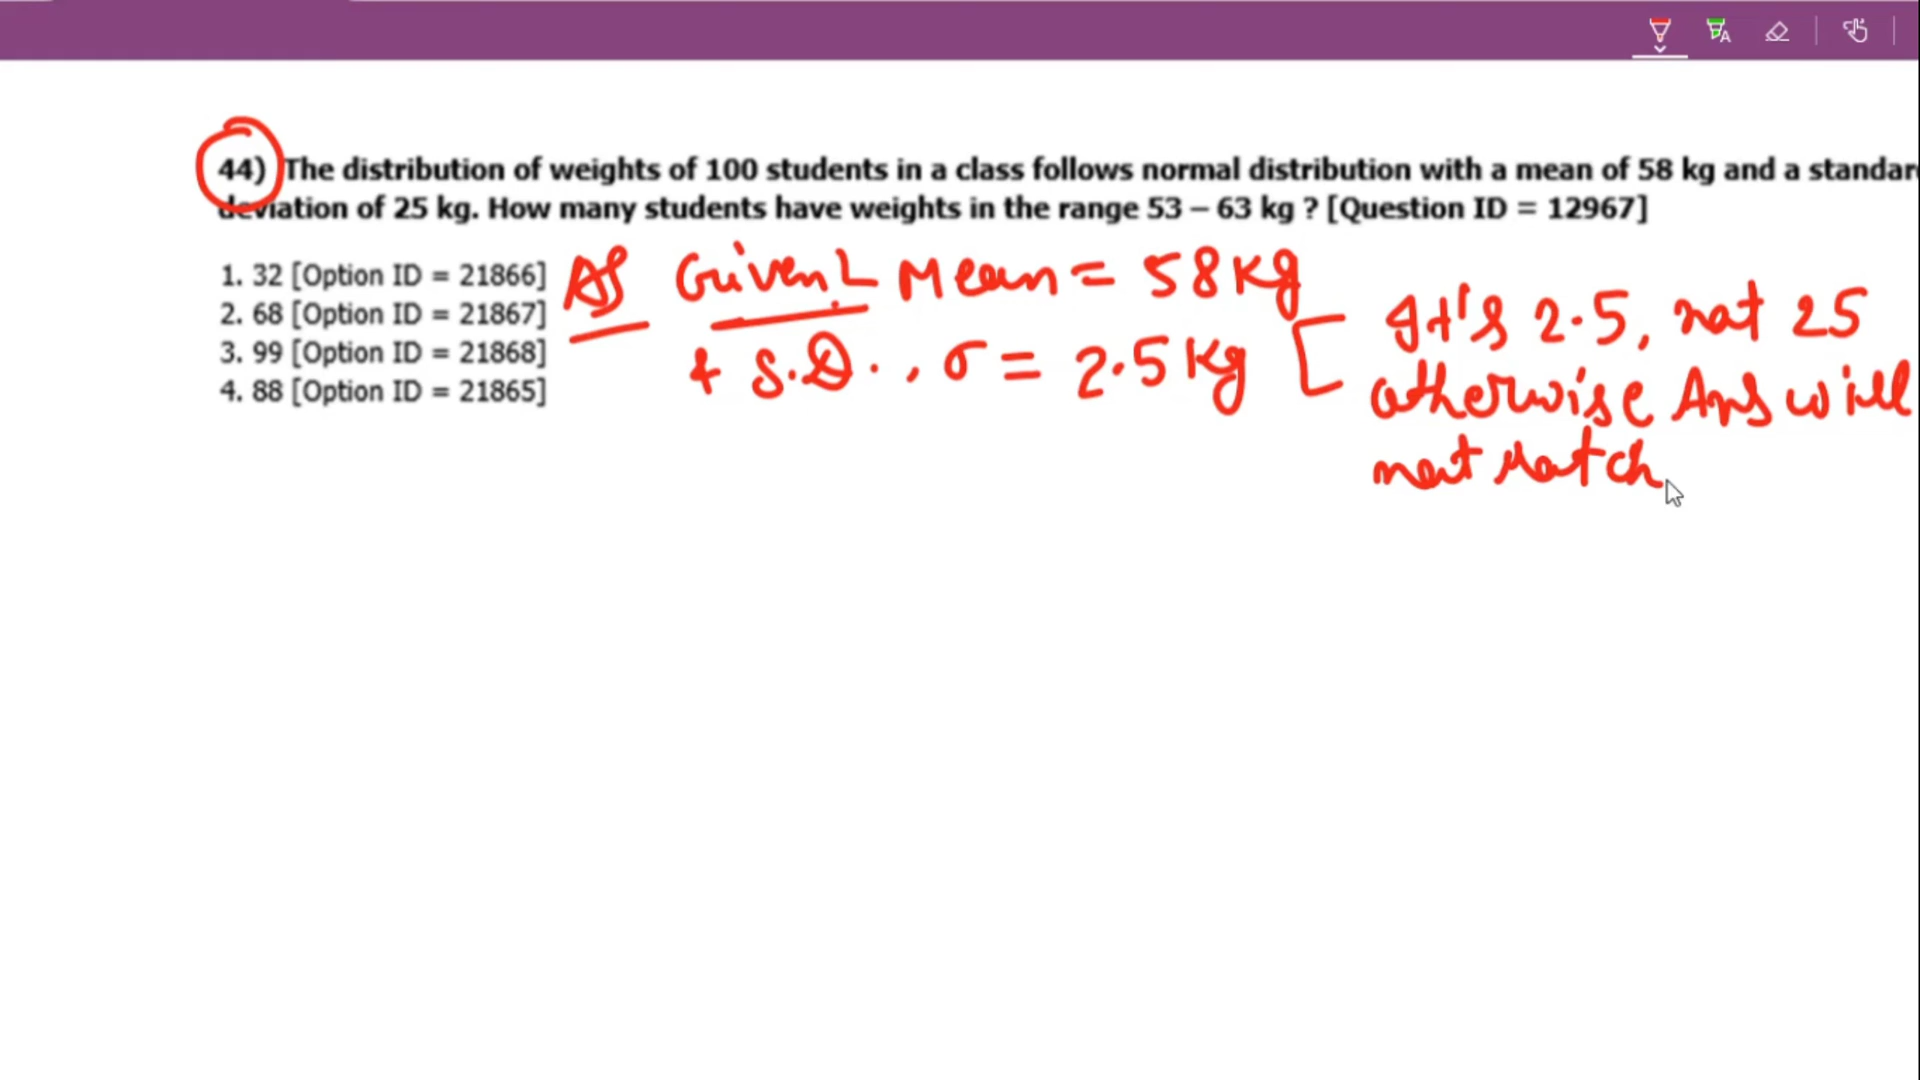 44) The distribution of weights of 100 students in a class follows normal distribution with a mean of 58 kg and a standar
deviation of 25 kg. How many students have weights in the range 53 – 63 kg ? [Question ID = 12967]
1. 32 [Option ID = 21866]
2. 68 [Option ID = 21867]
3. 99 [Option ID = 21868]
4. 88 [Option ID = 21865]
As Given Mean = 58 Kg
+ S.D., σ = 2.5 Kg
It's 2.5, not 25
otherwise Ans will
not Match